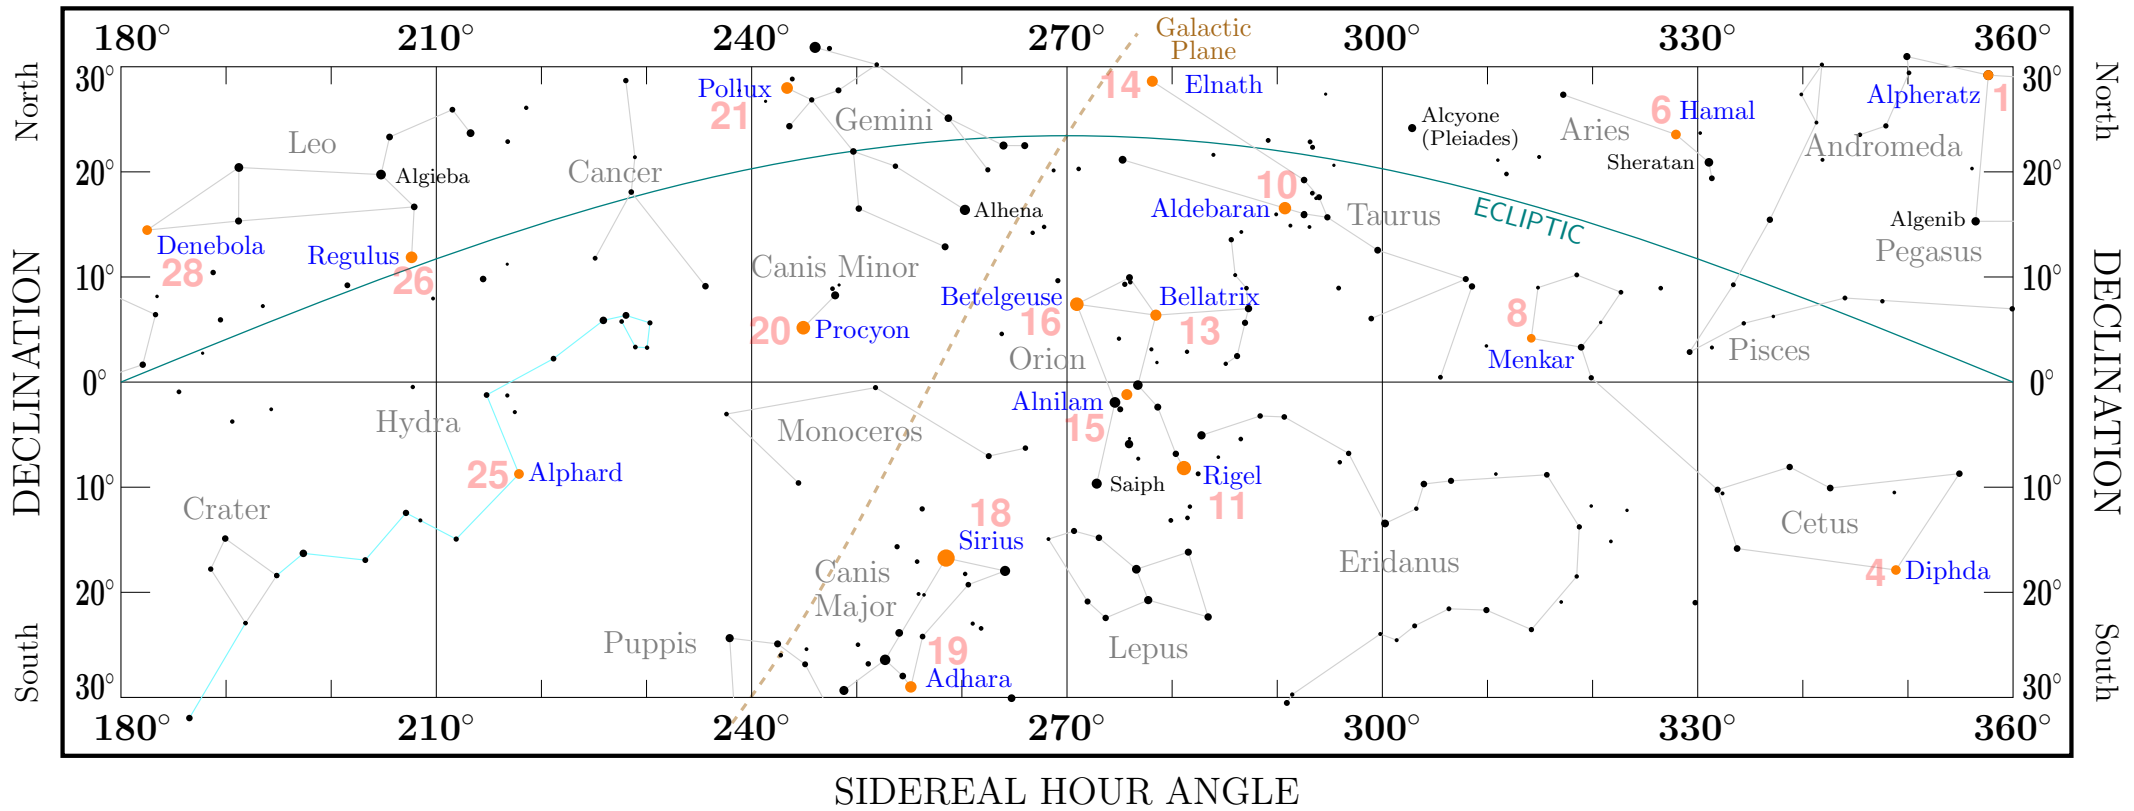 180° 210° 240° 270° 300° 330° 360°
Galactic
Plane
North
North
30°
30°
Pollux
21
14
Elnath
6
Hamal
Alpheratz
1
Alcyone
(Pleiades)
Leo
Gemini
Aries
Andromeda
Algieba
Cancer
Sheratan
20°
20°
10
Aldebaran
Alhena
Taurus
ECLIPTIC
Algenib
Pegasus
Denebola
28
Regulus
26
Canis Minor
10°
10°
Betelgeuse
16
Bellatrix
13
8
Menkar
20
Procyon
Orion
Pisces
DECLINATION
DECLINATION
0°
0°
Alnilam
15
Hydra
Monoceros
25
Alphard
Saiph
Rigel
11
10°
10°
Crater
18
Sirius
Cetus
Eridanus
4
Diphda
Canis
Major
20°
20°
Puppis
19
Adhara
Lepus
South
South
30°
30°
180° 210° 240° 270° 300° 330° 360°
SIDEREAL HOUR ANGLE